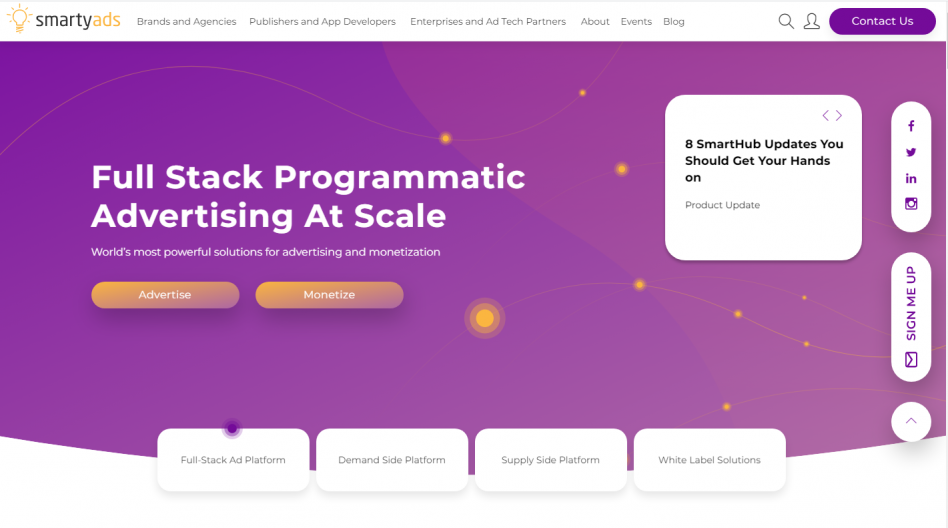 smartyads
Brands and Agencies
Publishers and App Developers
Enterprises and Ad Tech Partners
About
Events
Blog
Contact Us
Full Stack Programmatic
Advertising At Scale
World's most powerful solutions for advertising and monetization
Advertise
Monetize
8 SmartHub Updates You
Should Get Your Hands
on
Product Update
SIGN ME UP
Full-Stack Ad Platform
Demand Side Platform
Supply Side Platform
White Label Solutions